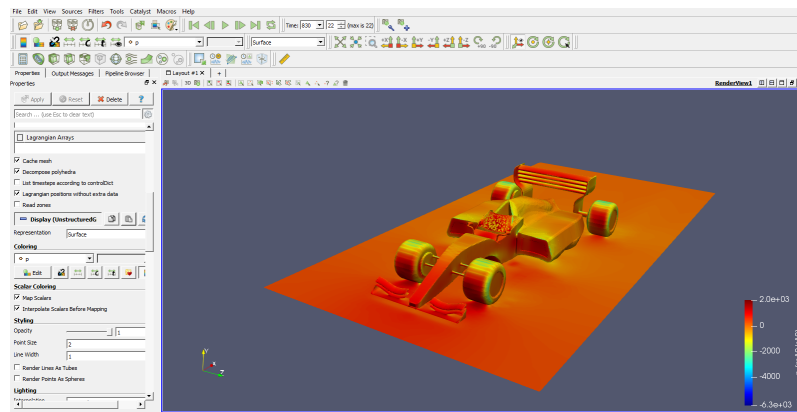 File Edit View Sources Filters Tools Catalyst Macros Help
Time: 830 22 (max is 22)
p Surface
+X -X +Y -Y +Z -Z
Properties Output Messages Pipeline Browser
Layout #1 X +
Properties
3D
RenderView1
Apply Reset Delete ?
Search ... (use Esc to clear text)
Lagrangian Arrays
Cache mesh
Decompose polyhedra
List timesteps according to controlDict
Lagrangian positions without extra data
Read zones
Display (UnstructuredG
Representation Surface
Coloring
p
Edit
Scalar Coloring
Map Scalars
Interpolate Scalars Before Mapping
Styling
Opacity 1
Point Size 2
Line Width 1
Render Lines As Tubes
Render Points As Spheres
Lighting
2.0e+03
0
-2000
-4000
-6.3e+03
Y
X
Z